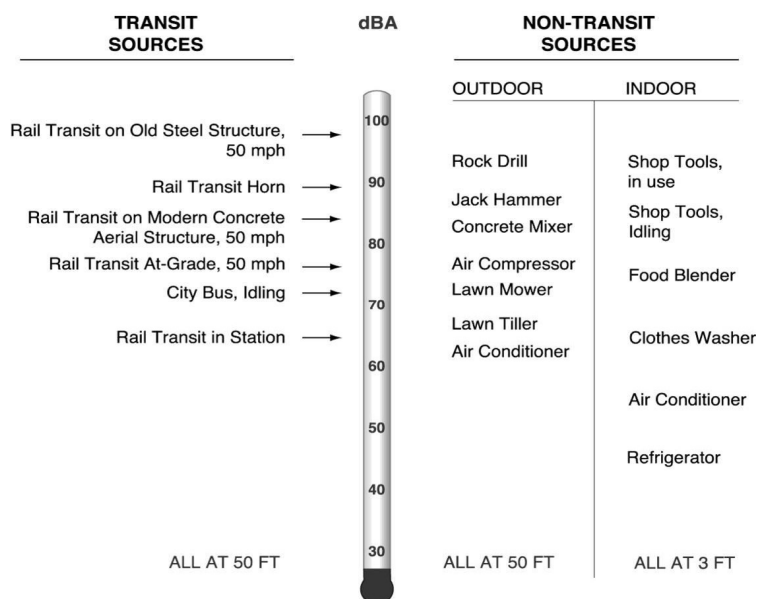 TRANSIT
SOURCES
dBA
NON-TRANSIT
SOURCES
OUTDOOR
INDOOR
Rail Transit on Old Steel Structure,
50 mph
Rail Transit Horn
Rail Transit on Modern Concrete
Aerial Structure, 50 mph
Rail Transit At-Grade, 50 mph
City Bus, Idling
Rail Transit in Station
ALL AT 50 FT
100
90
80
70
60
50
40
30
Rock Drill
Jack Hammer
Concrete Mixer
Air Compressor
Lawn Mower
Lawn Tiller
Air Conditioner
ALL AT 50 FT
Shop Tools,
in use
Shop Tools,
Idling
Food Blender
Clothes Washer
Air Conditioner
Refrigerator
ALL AT 3 FT